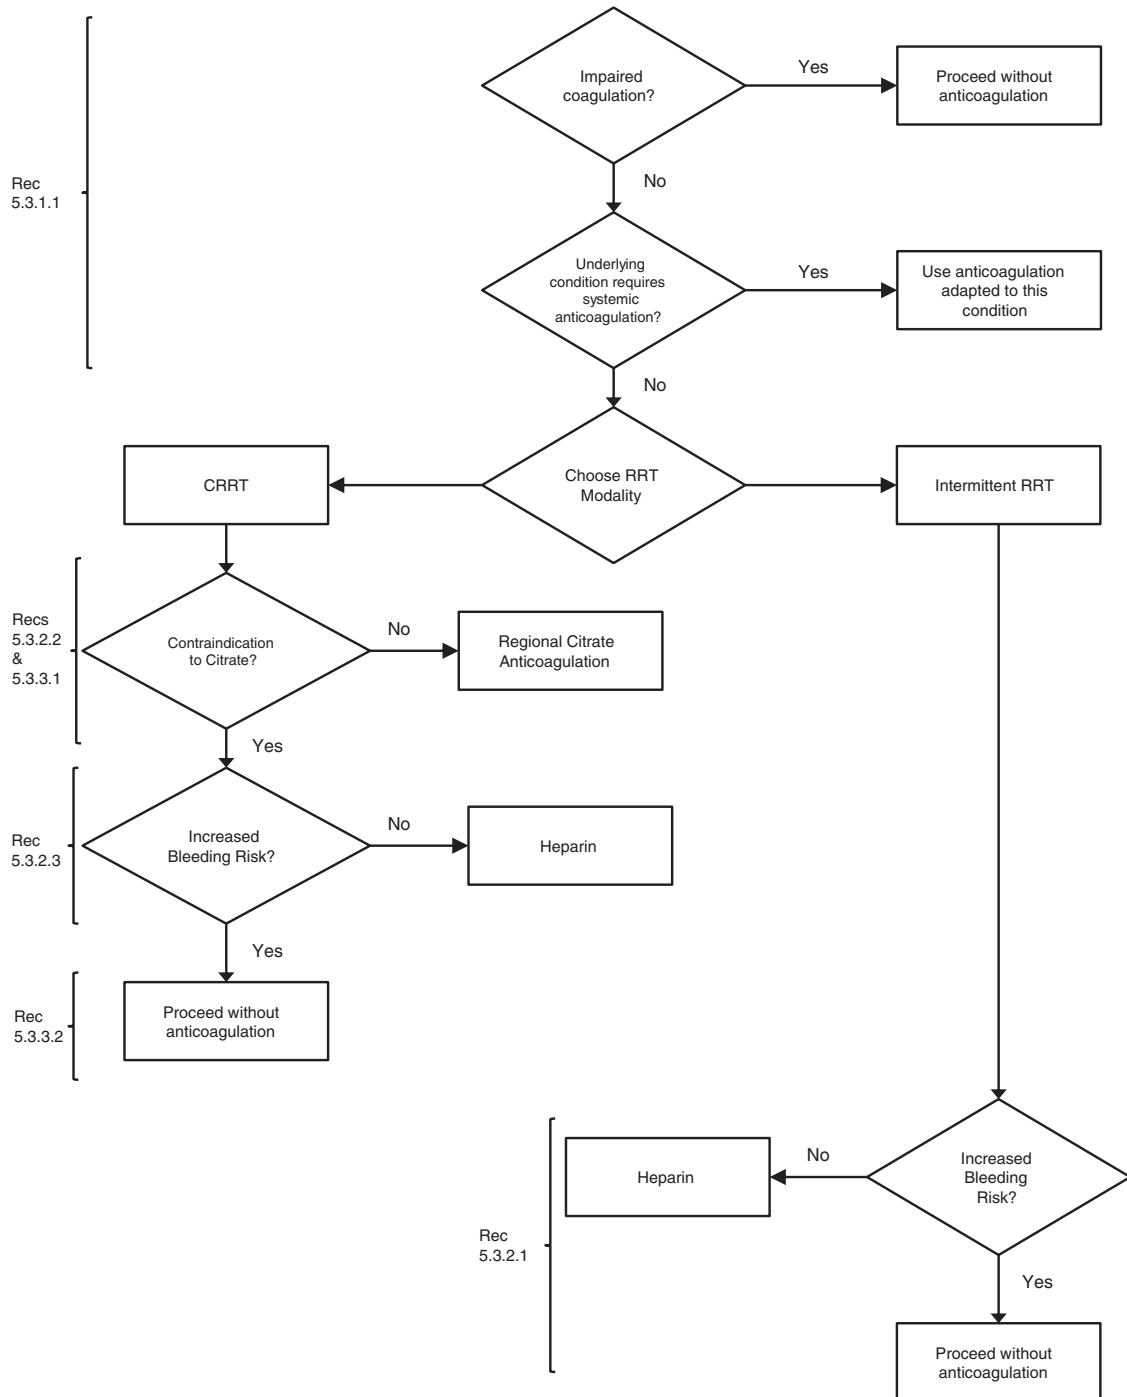 Impaired
coagulation?
Yes
Proceed without
anticoagulation
Rec
5.3.1.1
No
Underlying
condition requires
systemic
anticoagulation?
Yes
Use anticoagulation
adapted to this
condition
No
CRRT
Choose RRT
Modality
Intermittent RRT
Recs
5.3.2.2
&
5.3.3.1
Contraindication
to Citrate?
No
Regional Citrate
Anticoagulation
Yes
Rec
5.3.2.3
Increased
Bleeding Risk?
No
Heparin
Yes
Rec
5.3.3.2
Proceed without
anticoagulation
Rec
5.3.2.1
Heparin
No
Increased
Bleeding
Risk?
Yes
Proceed without
anticoagulation